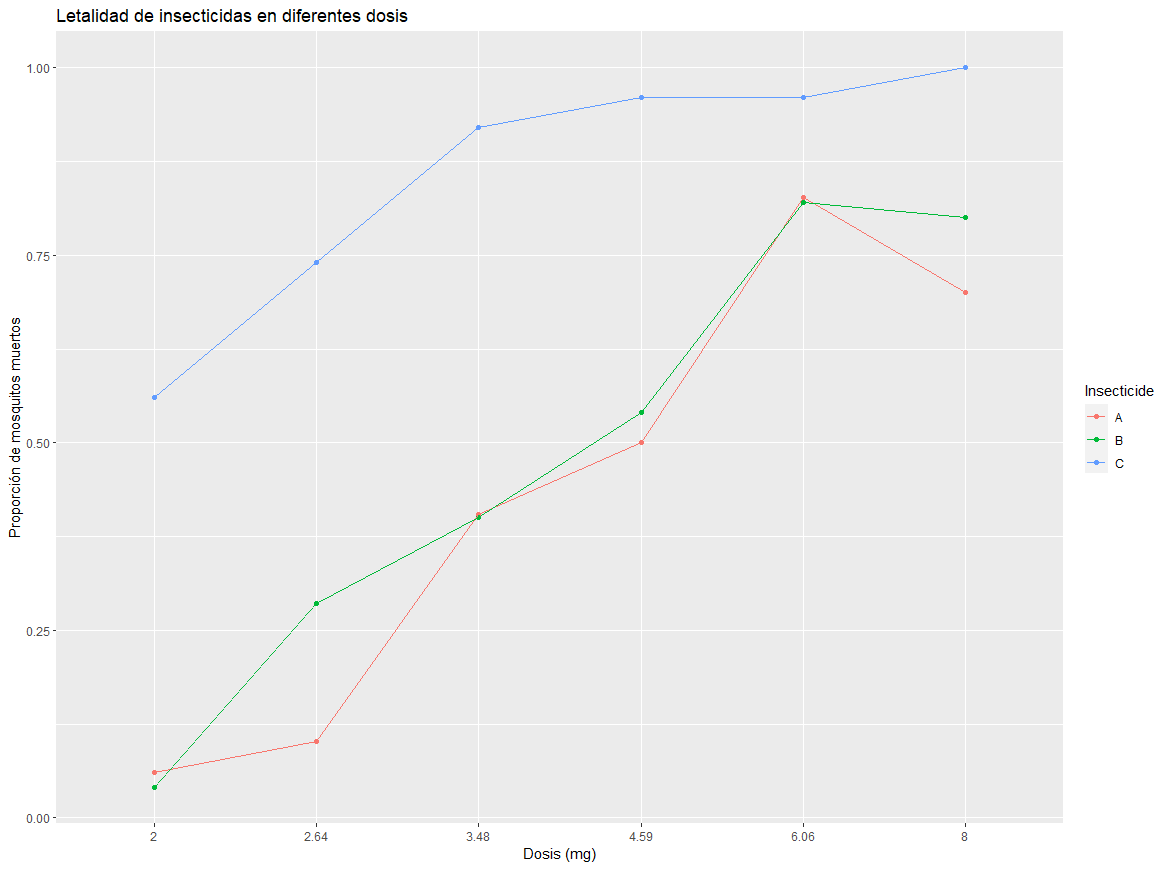 Letalidad de insecticidas en diferentes dosis
Proporción de mosquitos muertos
1.00
0.75
0.50
0.25
0.00
2 2.64 3.48 4.59 6.06 8
Dosis (mg)
Insecticide
A
B
C